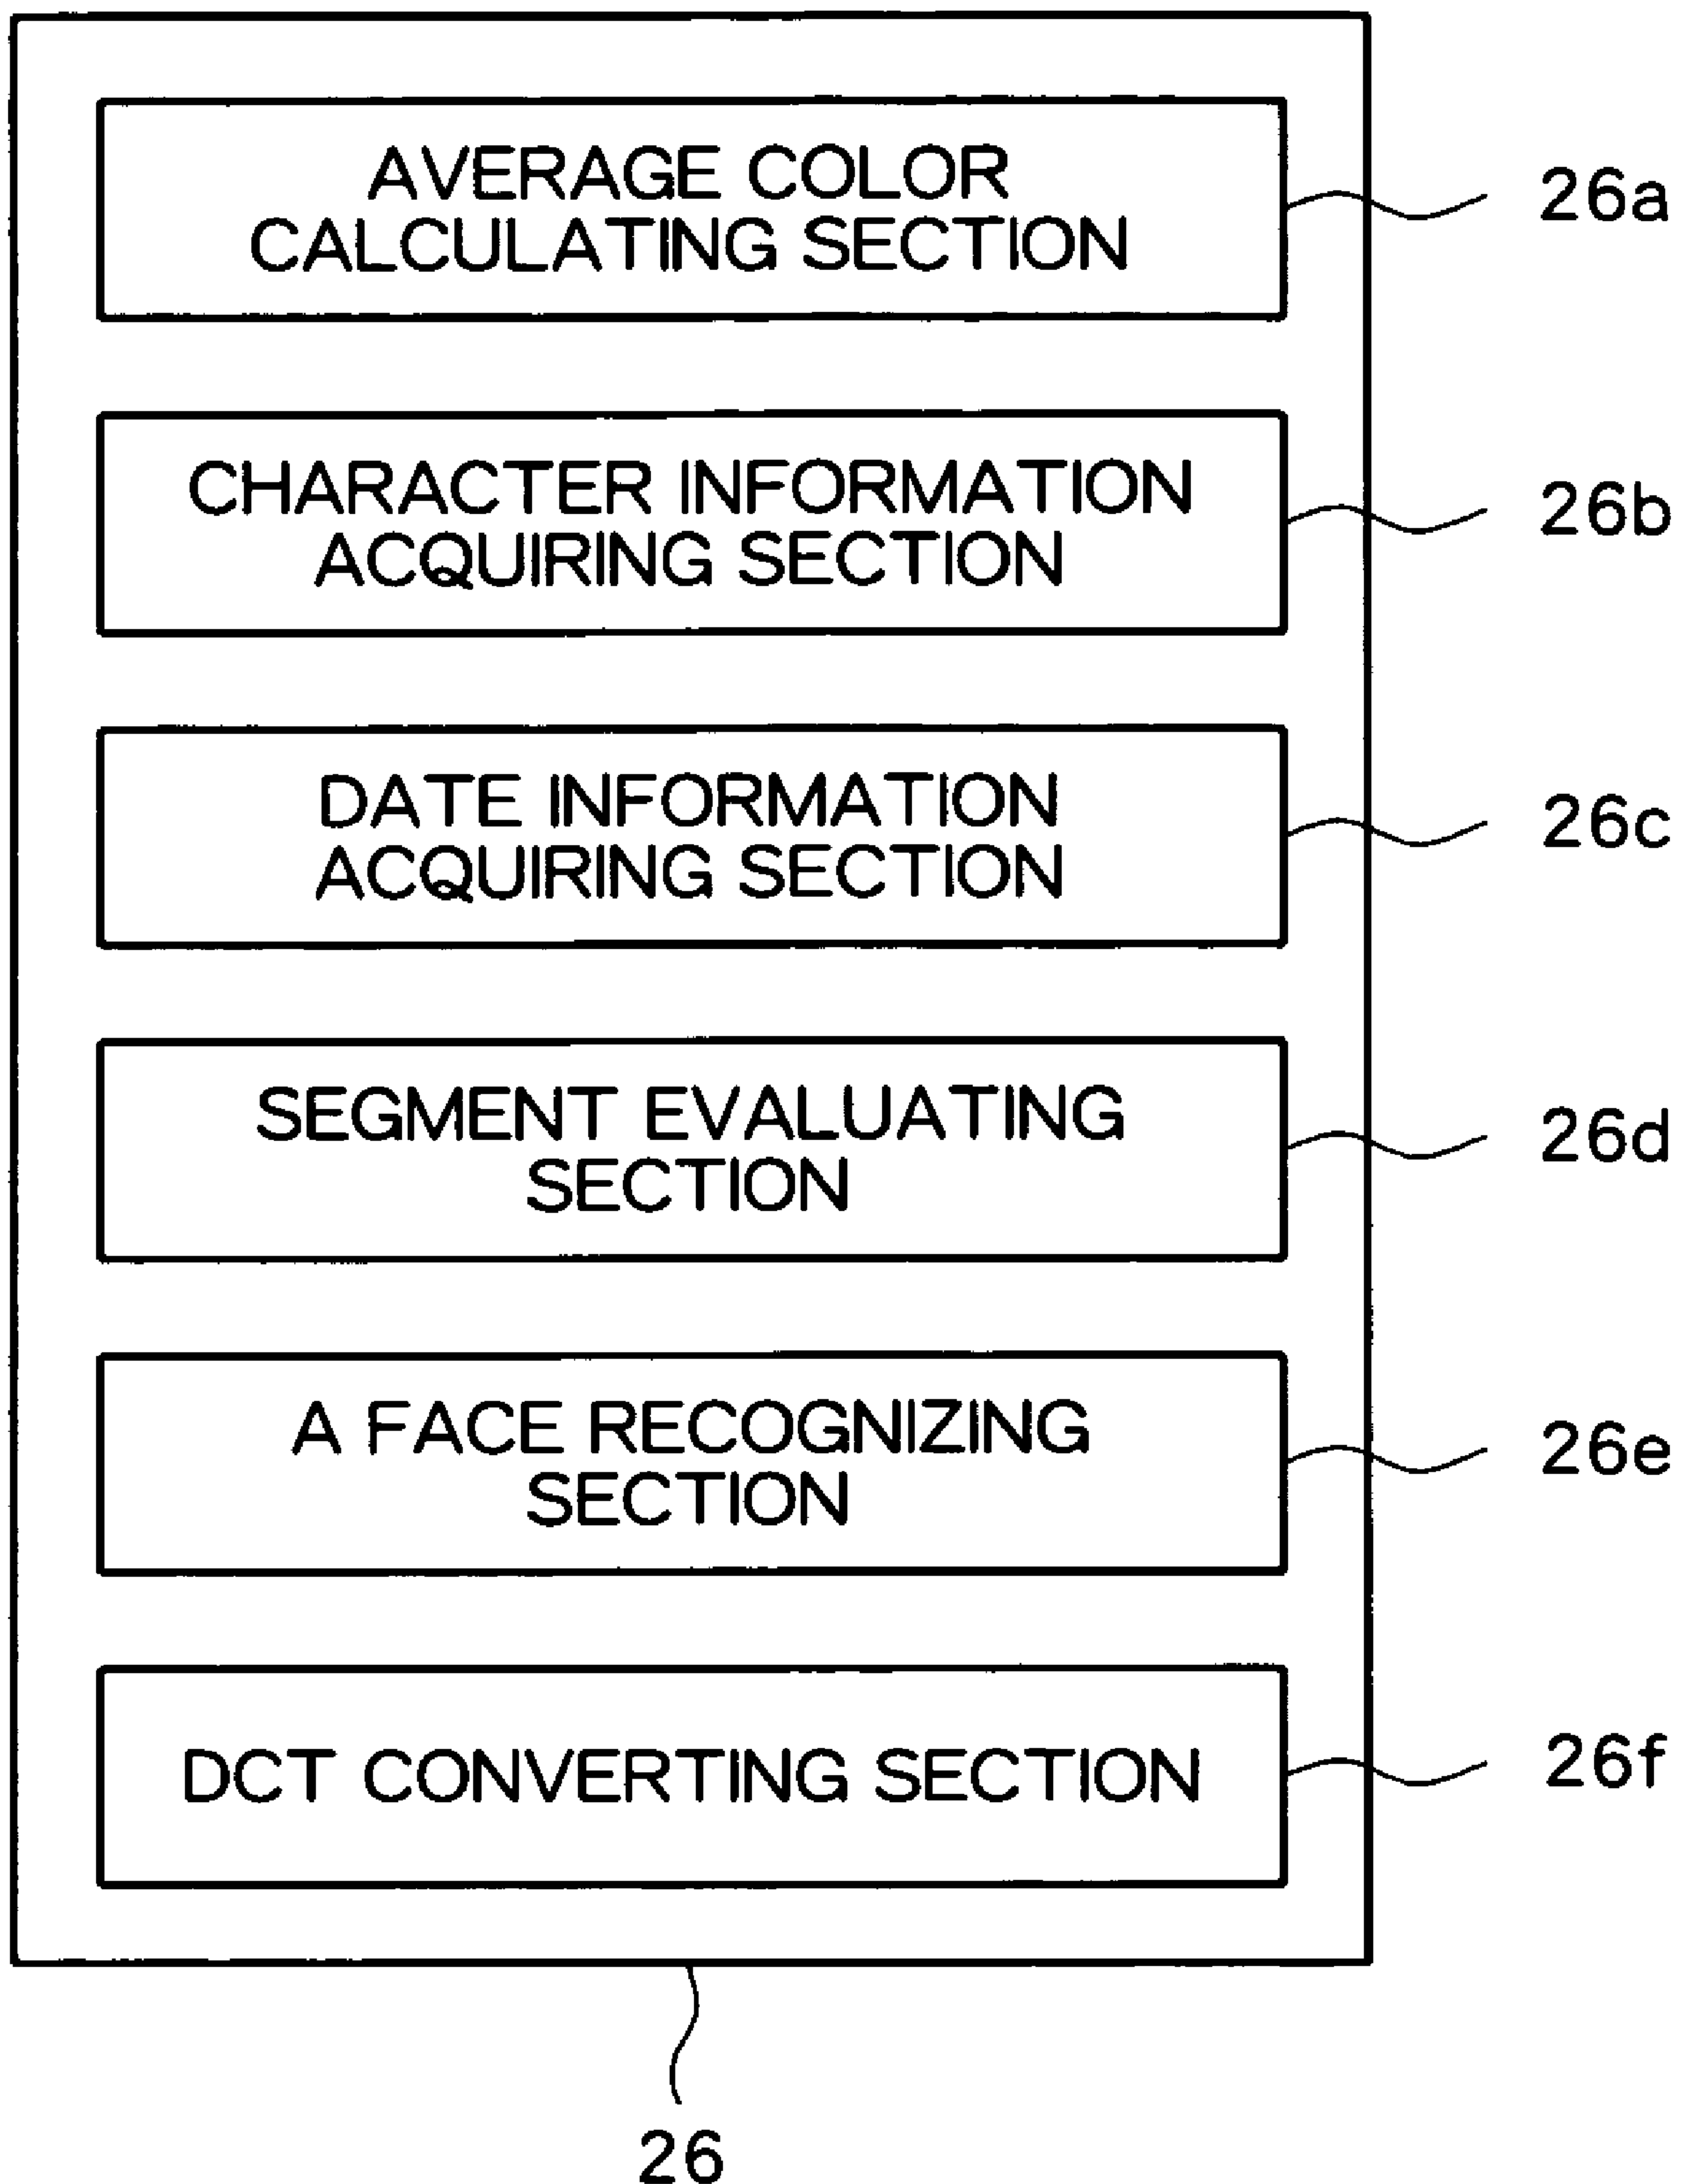 AVERAGE COLOR
CALCULATING SECTION
26a
CHARACTER INFORMATION
ACQUIRING SECTION
26b
DATE INFORMATION
ACQUIRING SECTION
26c
SEGMENT EVALUATING
SECTION
26d
A FACE RECOGNIZING
SECTION
26e
DCT CONVERTING SECTION
26f
26